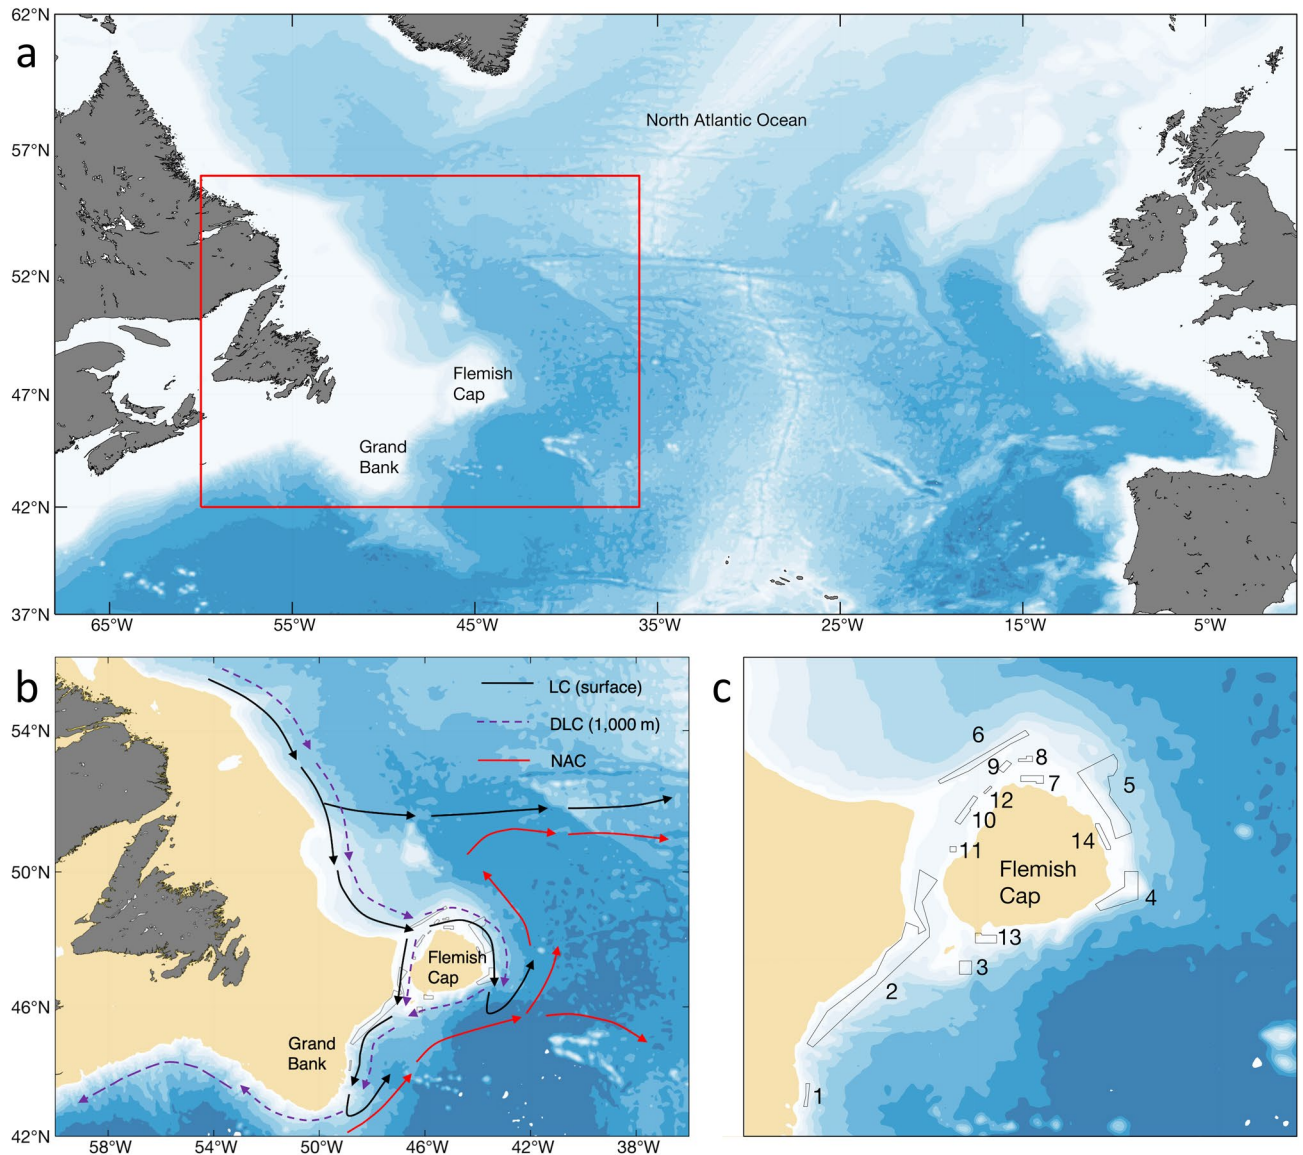 62°N
a
North Atlantic Ocean
57°N
52°N
Flemish
Cap
47°N
Grand
Bank
42°N
37°N
65°W 55°W 45°W 35°W 25°W 15°W 5°W
b
LC (surface)
DLC (1,000 m)
NAC
54°N
50°N
Flemish
Cap
46°N
Grand
Bank
42°N
58°W 54°W 50°W 46°W 42°W 38°W
c
6
8
9
7
5
12
10
14
11
Flemish
Cap
4
13
3
2
1